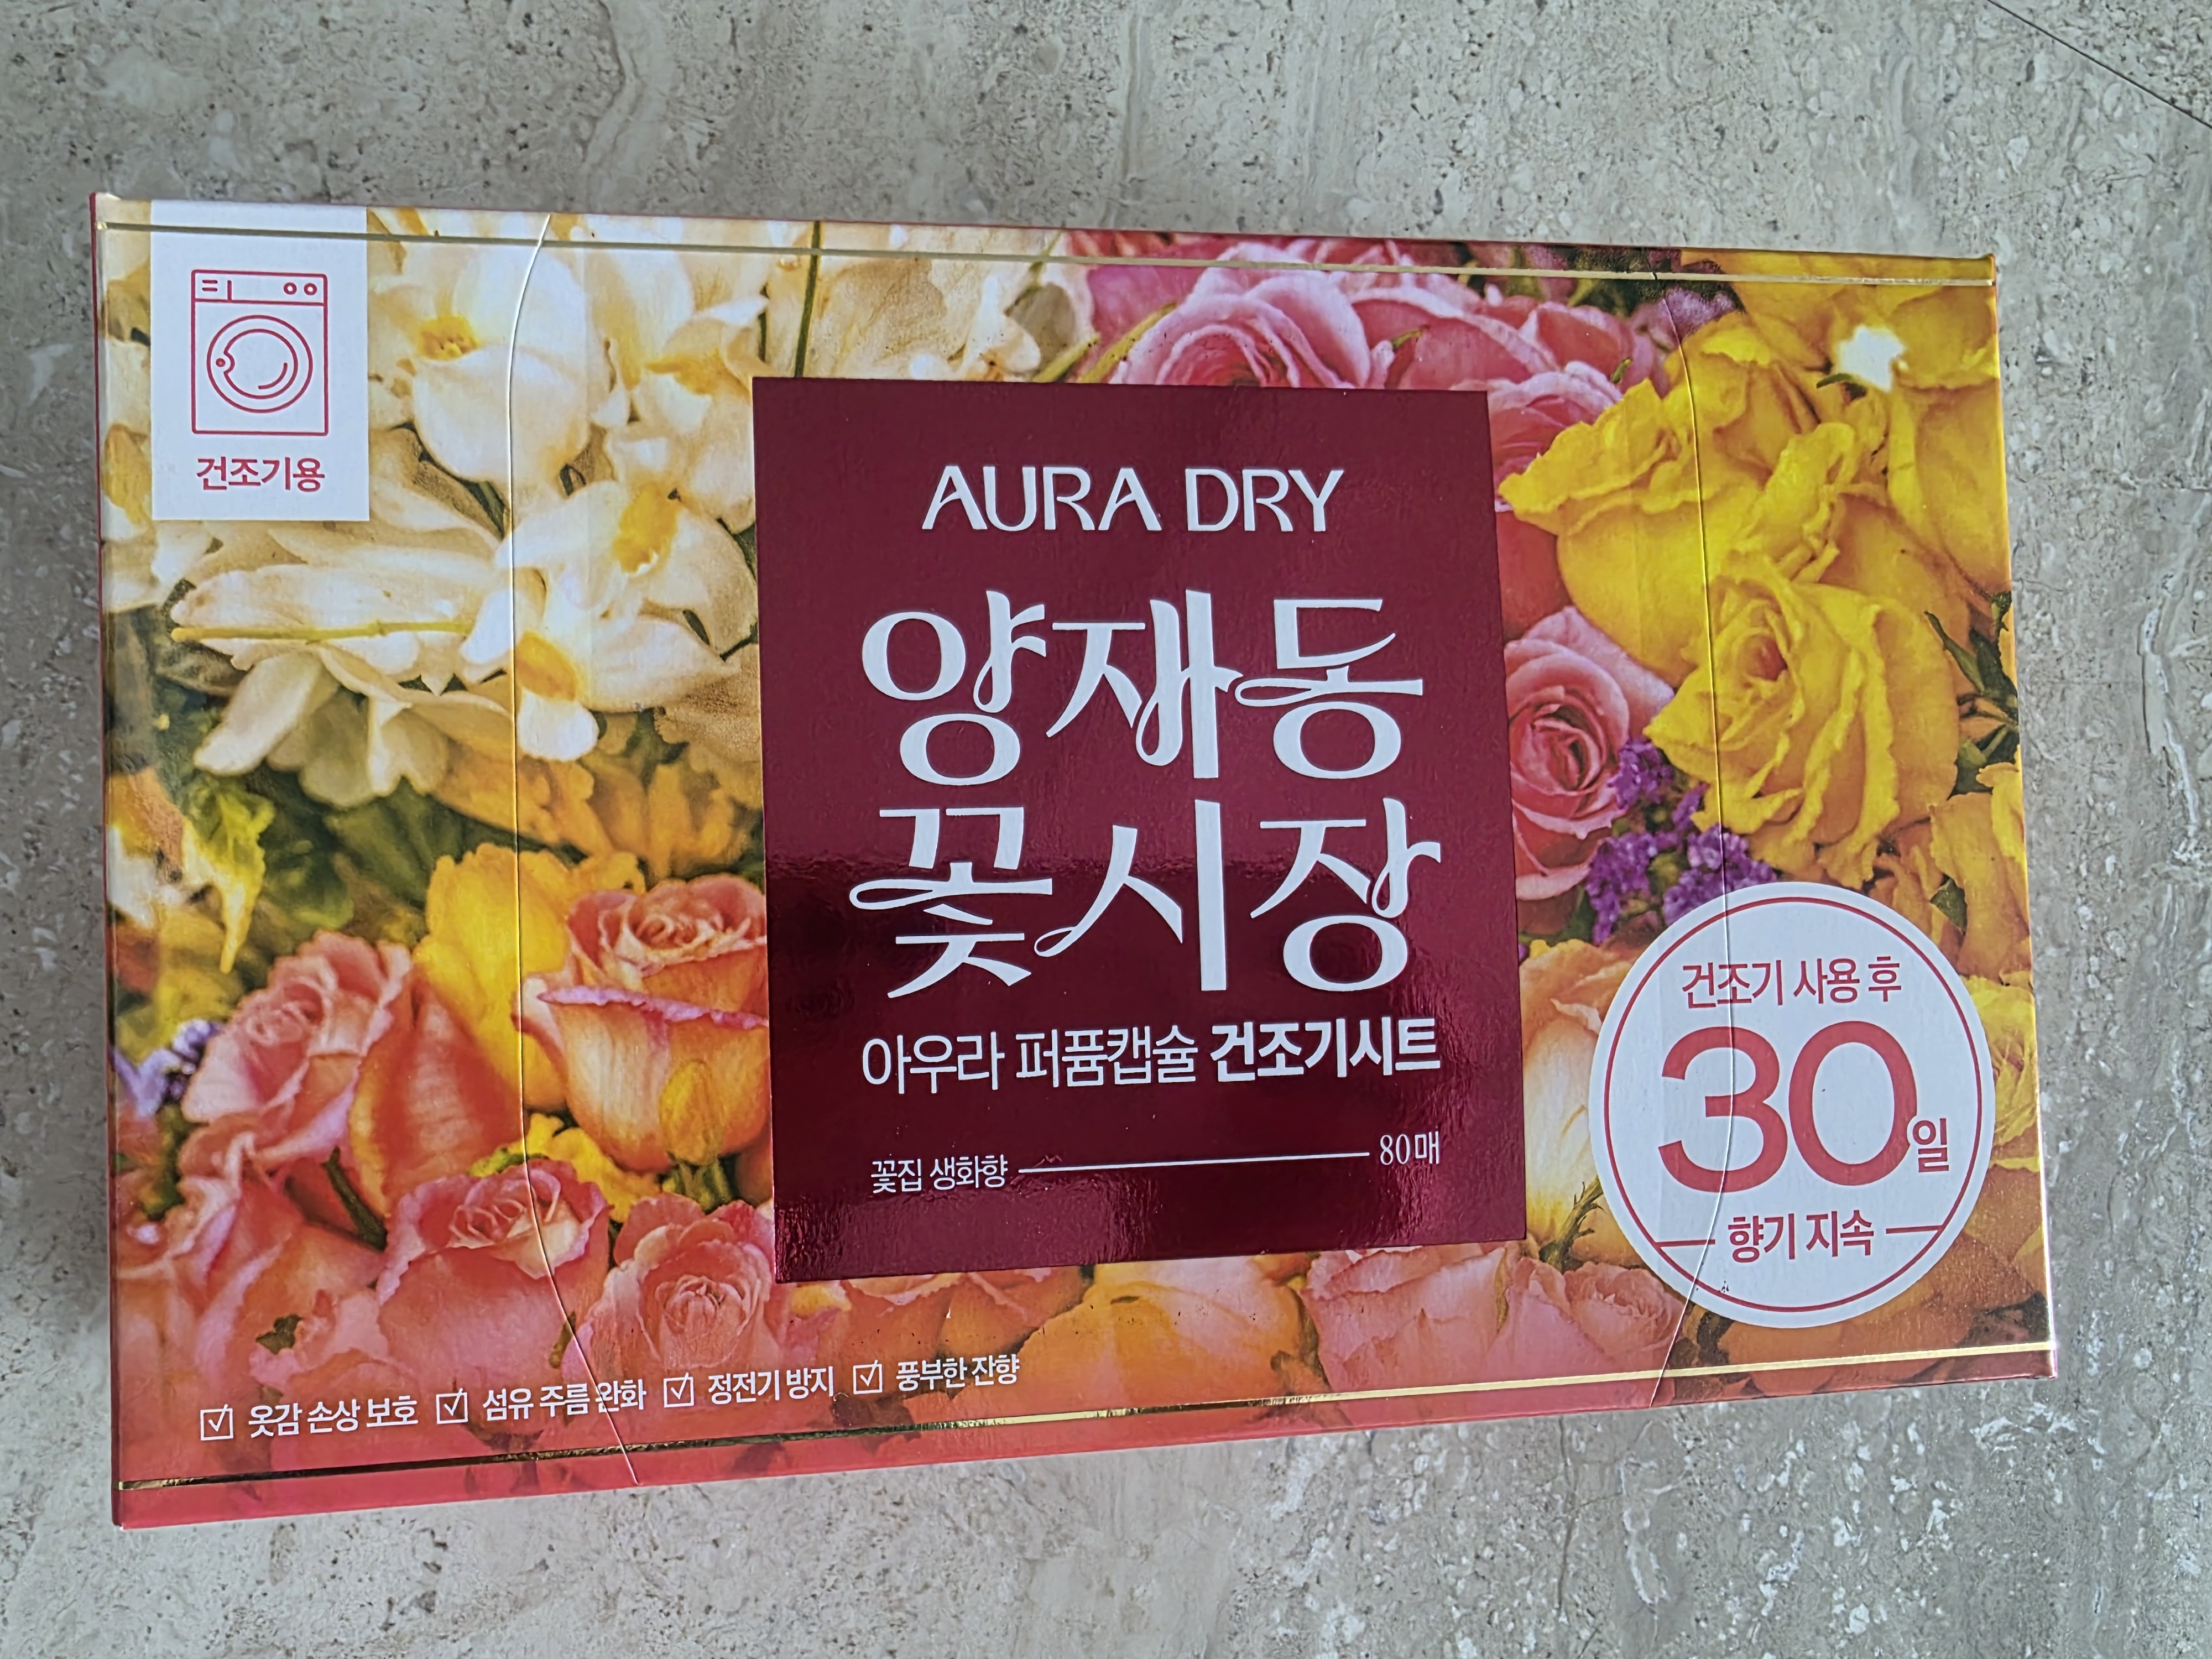 건조기용
AURA DRY
양재동
꽃시장
아우라 퍼퓸캡슐 건조기시트
꽃집 생화향 80매
건조기 사용 후
30일
향기 지속
옷감 손상 보호 섬유 주름 완화 정전기 방지 풍부한 잔향